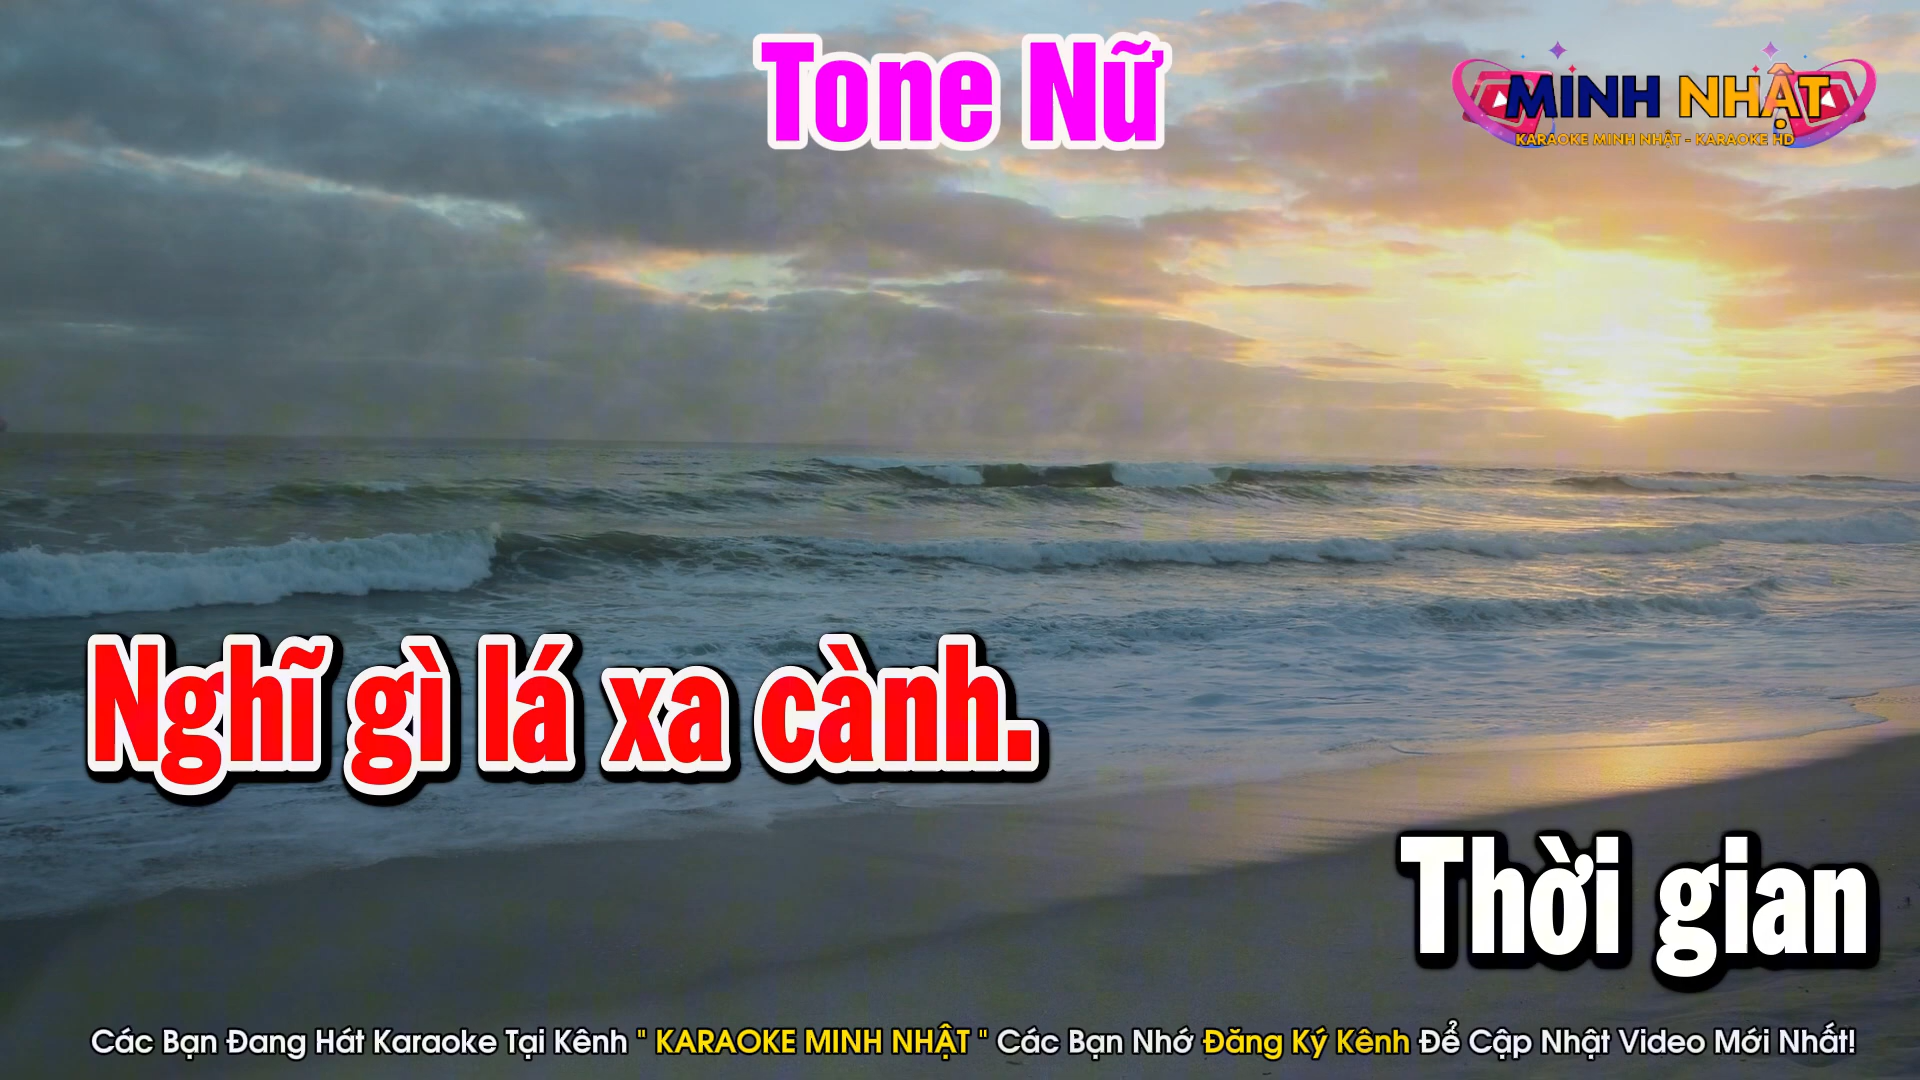 Tone Nữ
MINH NHẬT
KARAOKE MINH NHẬT - KARAOKE HD
Nghĩ gì lá xa cành.
Thời gian
Các Bạn Đang Hát Karaoke Tại Kênh " KARAOKE MINH NHẬT " Các Bạn Nhớ Đăng Ký Kênh Để Cập Nhật Video Mới Nhất!